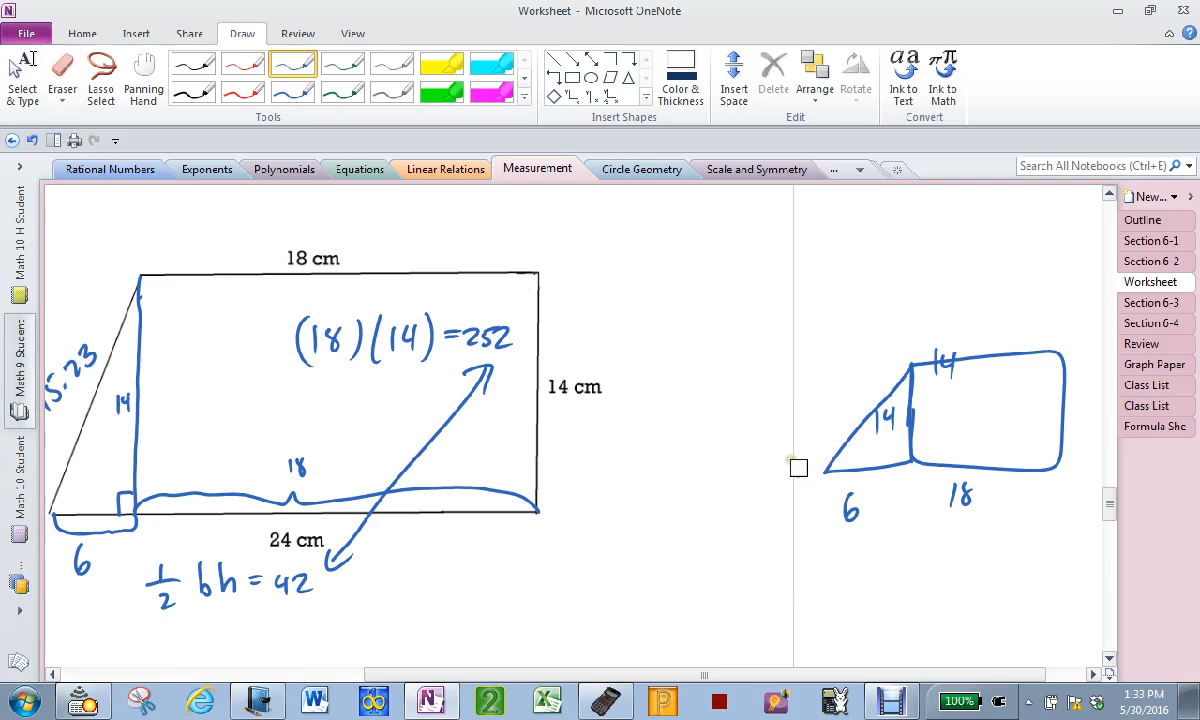 Worksheet - Microsoft OneNote
File Home Insert Share Draw Review View
Select & Type
Eraser
Lasso Select
Panning Hand
Color & Thickness
Insert Space
Delete
Arrange
Rotate
Ink to Text
Ink to Math
Tools
Insert Shapes
Edit
Convert
Rational Numbers Exponents Polynomials Equations Linear Relations Measurement Circle Geometry Scale and Symmetry ...
Search All Notebooks (Ctrl+E)
Math 10 H Student
Math 9 Student
Math 10 Student
New...
Outline
Section 6-1
Section 6-2
Worksheet
Section 6-3
Section 6-4
Review
Graph Paper
Class List
Class List
Formula She
18 cm
(18)(14) = 252
15.23
14
14 cm
18
24 cm
6
1/2 bh = 42
14
14
6
18
100%
1:33 PM
5/30/2016